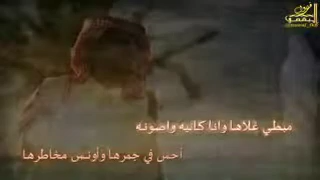 مبطي غلاها وانا كاتبه واصونه
أحس في جمرها وأونس مخاطرها